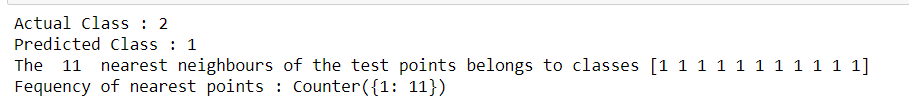 Actual Class : 2
Predicted Class : 1
The  11  nearest neighbours of the test points belongs to classes [1 1 1 1 1 1 1 1 1 1 1]
Fequency of nearest points : Counter({1: 11})